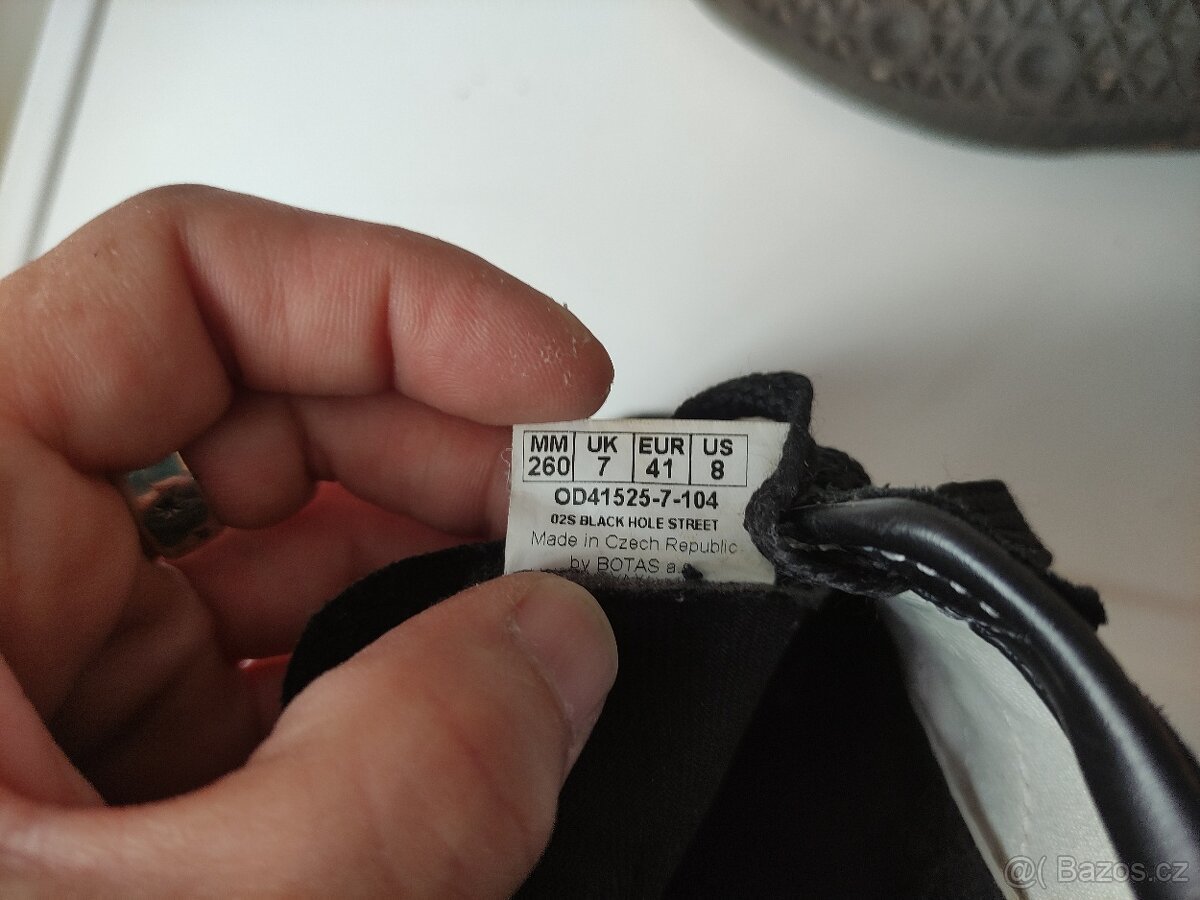 MM UK EUR US
260 7 41 8
OD41525-7-104
02S BLACK HOLE STREET
Made in Czech Republic
by BOTAS a.
@( Bazos.cz